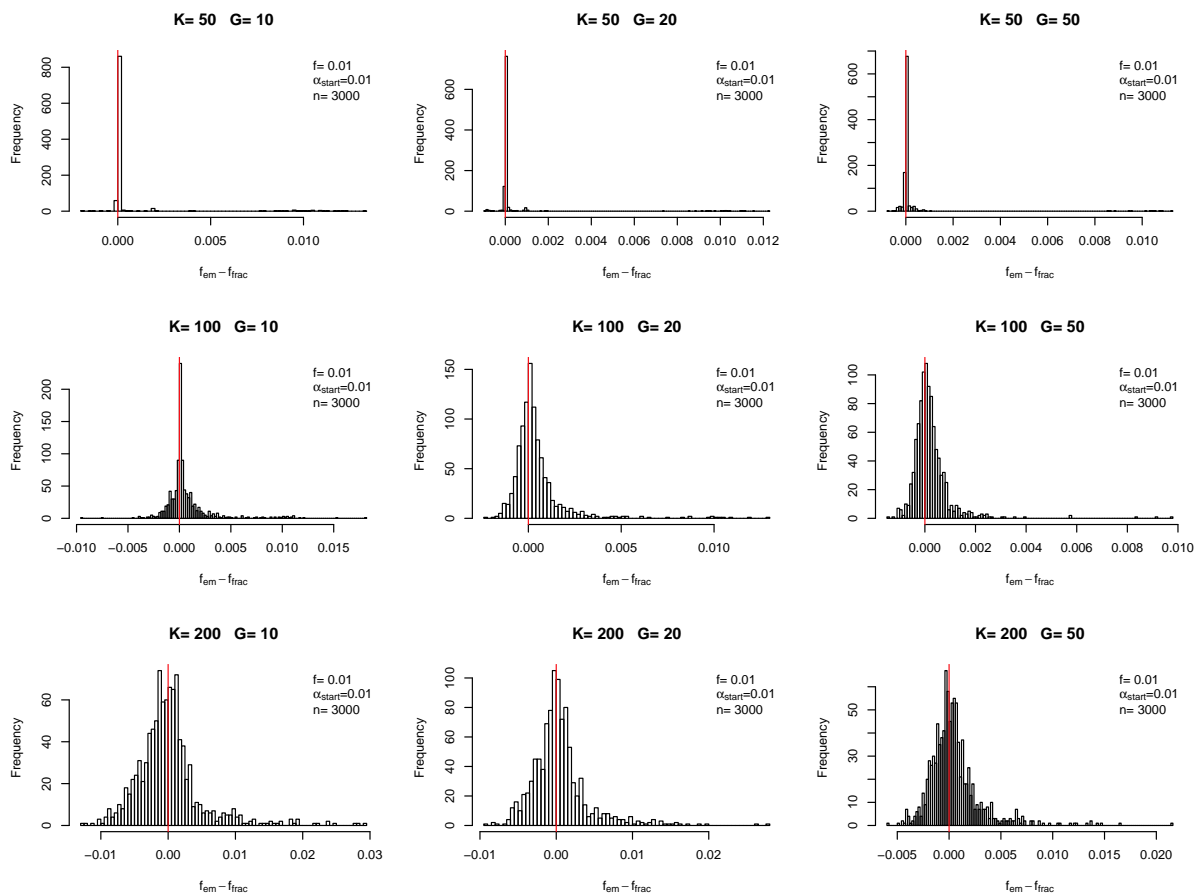 K= 50 G= 10
f= 0.01
αstart=0.01
n= 3000
Frequency
0 200 400 600 800
0.000 0.005 0.010
fem − ffrac
K= 50 G= 20
f= 0.01
αstart=0.01
n= 3000
Frequency
0 200 400 600
0.000 0.002 0.004 0.006 0.008 0.010 0.012
fem − ffrac
K= 50 G= 50
f= 0.01
αstart=0.01
n= 3000
Frequency
0 100 200 300 400 500 600 700
0.000 0.002 0.004 0.006 0.008 0.010
fem − ffrac
K= 100 G= 10
f= 0.01
αstart=0.01
n= 3000
Frequency
0 50 100 150 200
−0.010 −0.005 0.000 0.005 0.010 0.015
fem − ffrac
K= 100 G= 20
f= 0.01
αstart=0.01
n= 3000
Frequency
0 50 100 150
0.000 0.005 0.010
fem − ffrac
K= 100 G= 50
f= 0.01
αstart=0.01
n= 3000
Frequency
0 20 40 60 80 100
0.000 0.002 0.004 0.006 0.008 0.010
fem − ffrac
K= 200 G= 10
f= 0.01
αstart=0.01
n= 3000
Frequency
0 20 40 60
−0.01 0.00 0.01 0.02 0.03
fem − ffrac
K= 200 G= 20
f= 0.01
αstart=0.01
n= 3000
Frequency
0 20 40 60 80 100
−0.01 0.00 0.01 0.02
fem − ffrac
K= 200 G= 50
f= 0.01
αstart=0.01
n= 3000
Frequency
0 10 30 50
−0.005 0.000 0.005 0.010 0.015 0.020
fem − ffrac